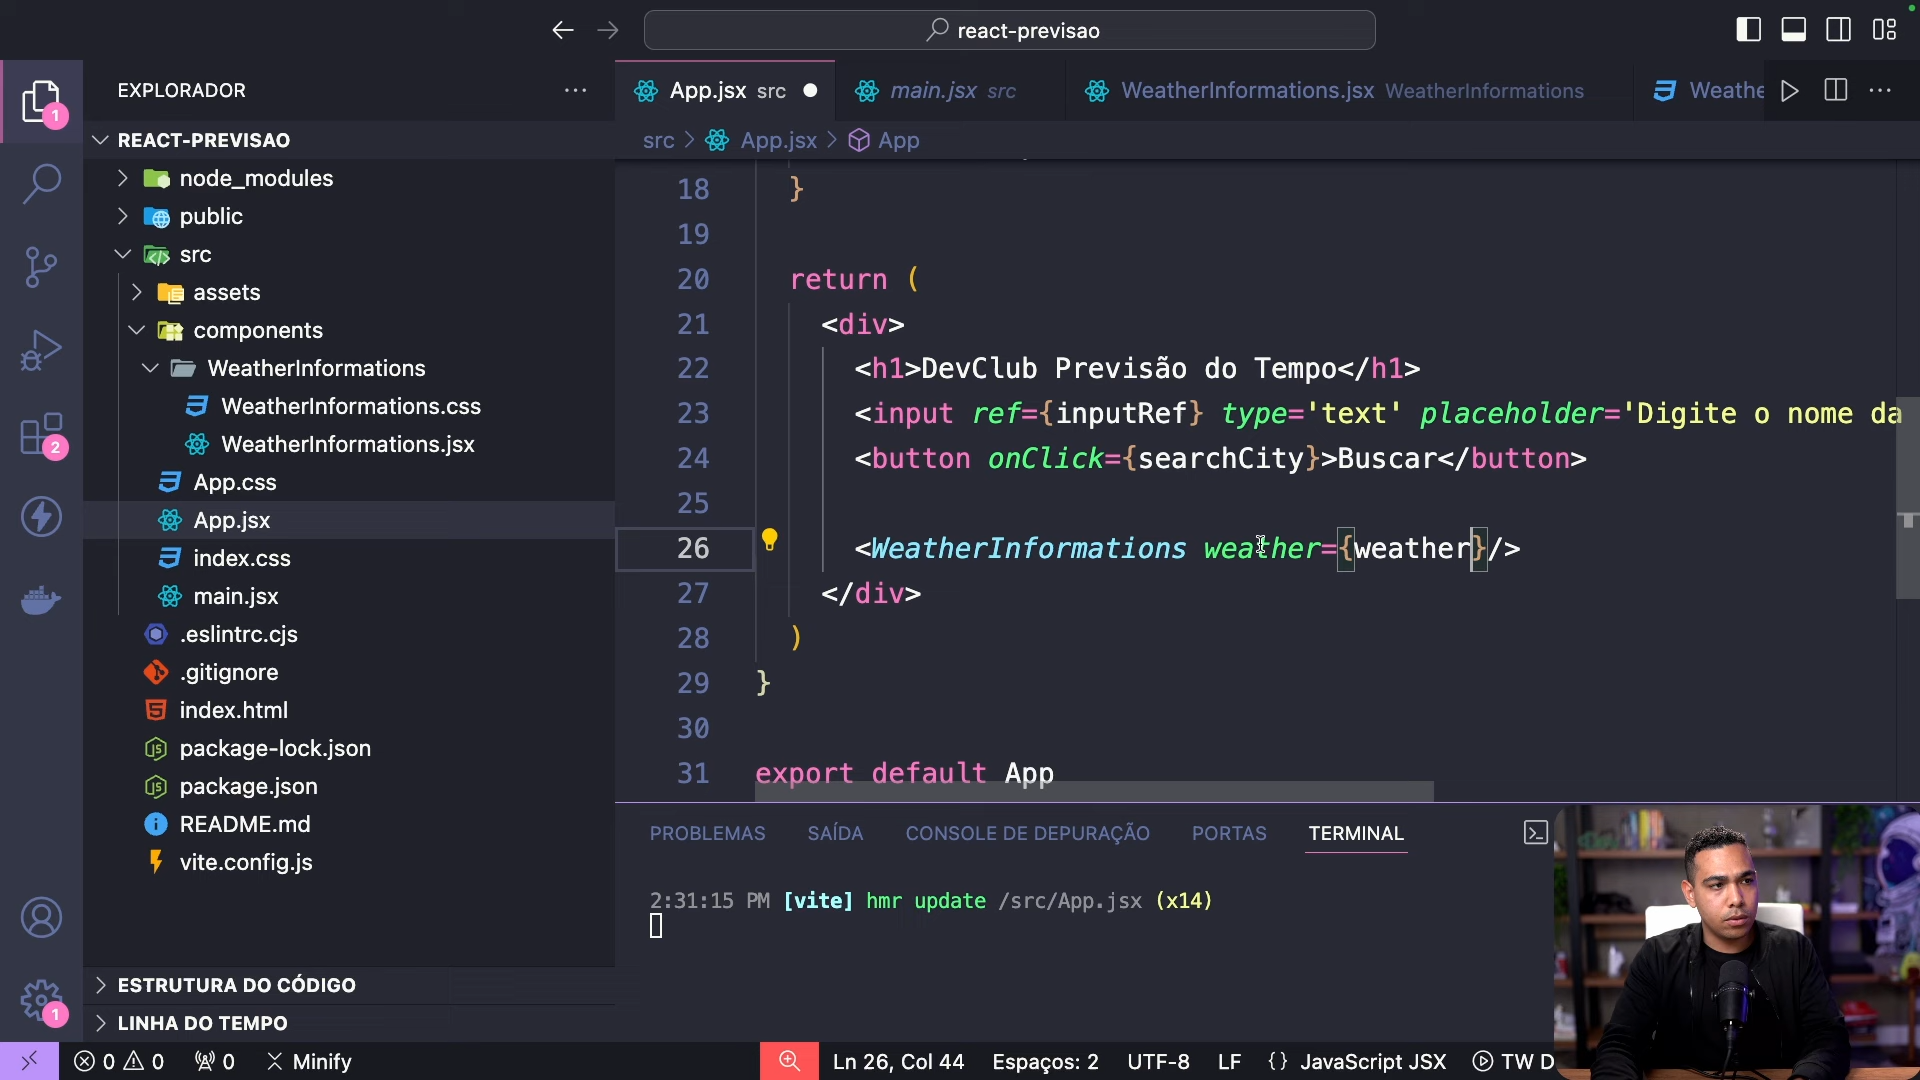 react-previsao
EXPLORADOR
REACT-PREVISAO
node_modules
public
src
assets
components
WeatherInformations
WeatherInformations.css
WeatherInformations.jsx
App.css
App.jsx
index.css
main.jsx
.eslintrc.cjs
.gitignore
index.html
package-lock.json
package.json
README.md
vite.config.js
ESTRUTURA DO CÓDIGO
LINHA DO TEMPO
1
2
1
App.jsx src
main.jsx src
WeatherInformations.jsx WeatherInformations
Weathe
src > App.jsx > App
18 }
19
20 return (
21 <div>
22 <h1>DevClub Previsão do Tempo</h1>
23 <input ref={inputRef} type='text' placeholder='Digite o nome da
24 <button onClick={searchCity}>Buscar</button>
25
26 <WeatherInformations weather={weather}/>
27 </div>
28 )
29 }
30
31 export default App
PROBLEMAS SAÍDA CONSOLE DE DEPURAÇÃO PORTAS TERMINAL
2:31:15 PM [vite] hmr update /src/App.jsx (x14)
0 0 0 Minify Ln 26, Col 44 Espaços: 2 UTF-8 LF {} JavaScript JSX TW D